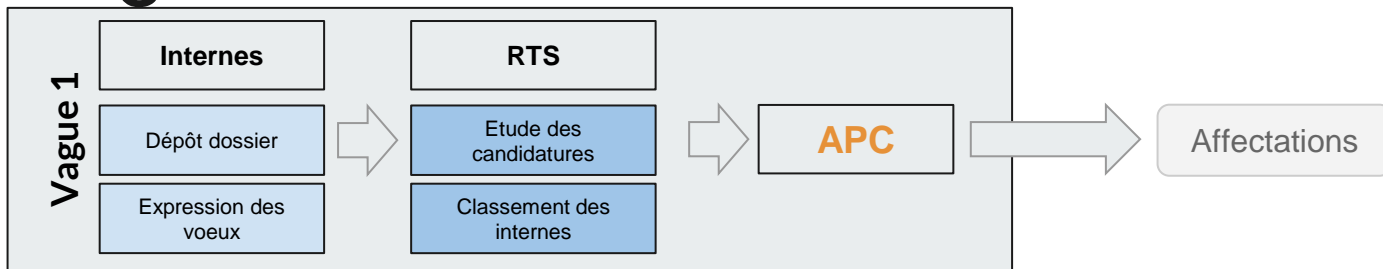 Vague 1
Internes
RTS
Dépôt dossier
Etude des
candidatures
APC
Affectations
Expression des
voeux
Classement des
internes